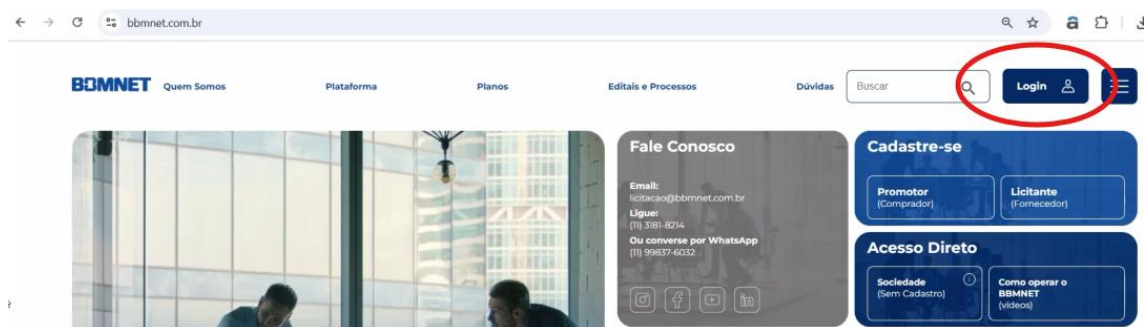 bbmnet.com.br
BBMNET
Quem Somos
Plataforma
Planos
Editais e Processos
Dúvidas
Buscar
Login
Fale Conosco
Email:
licitacao@bbmnet.com.br
Ligue:
(11) 3181-8214
Ou converse por WhatsApp
(11) 99837-6032
Cadastre-se
Promotor
(Comprador)
Licitante
(Fornecedor)
Acesso Direto
Sociedade
(Sem Cadastro)
Como operar o
BBMNET
(vídeos)